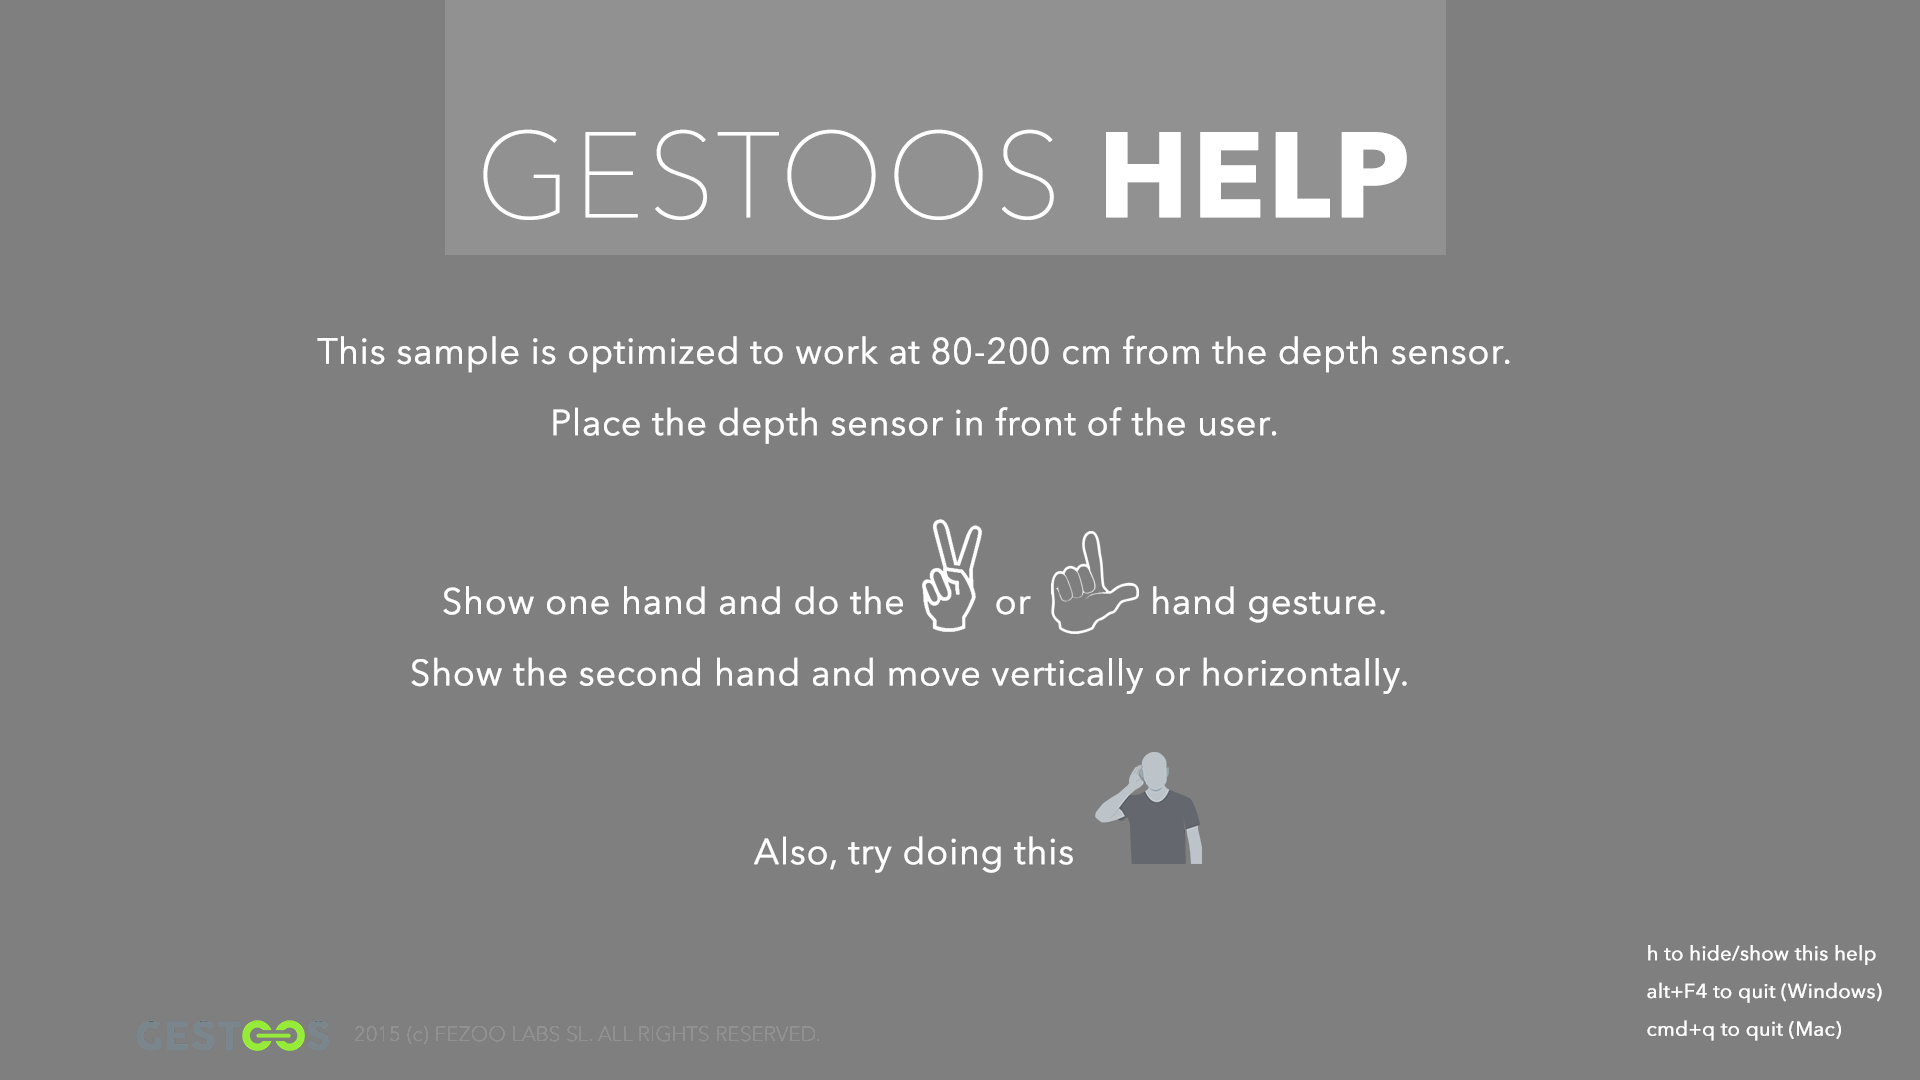 GESTOOS HELP
This sample is optimized to work at 80-200 cm from the depth sensor.
Place the depth sensor in front of the user.
Show one hand and do the or hand gesture.
Show the second hand and move vertically or horizontally.
Also, try doing this
h to hide/show this help
alt+F4 to quit (Windows)
cmd+q to quit (Mac)
GESTOOS 2015 (c) FEZOO LABS SL. ALL RIGHTS RESERVED.